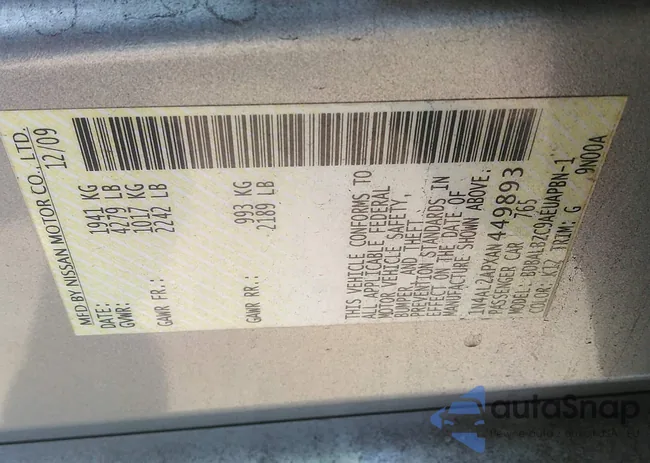 MFD BY NISSAN MOTOR CO., LTD.
DATE: 12/09
GVWR: 1941 KG
4279 LB
GAWR FR: 1017 KG
2242 LB
GAWR RR: 993 KG
2189 LB
THIS VEHICLE CONFORMS TO
ALL APPLICABLE FEDERAL
MOTOR VEHICLE SAFETY,
BUMPER, AND THEFT
PREVENTION STANDARDS IN
EFFECT ON THE DATE OF
MANUFACTURE SHOWN ABOVE:
1N4AL2APXAN449893
PASSENGER CAR 765
MODEL: BDBALBZC9AEUAPBN-1
COLOR: K12 TRIM: G 9N00A
autoSnap